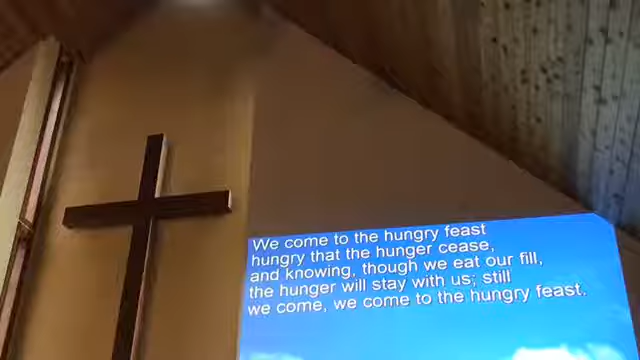 We come to the hungry feast
hungry that the hunger cease,
and knowing, though we eat our fill,
the hunger will stay with us; still
we come, we come to the hungry feast.